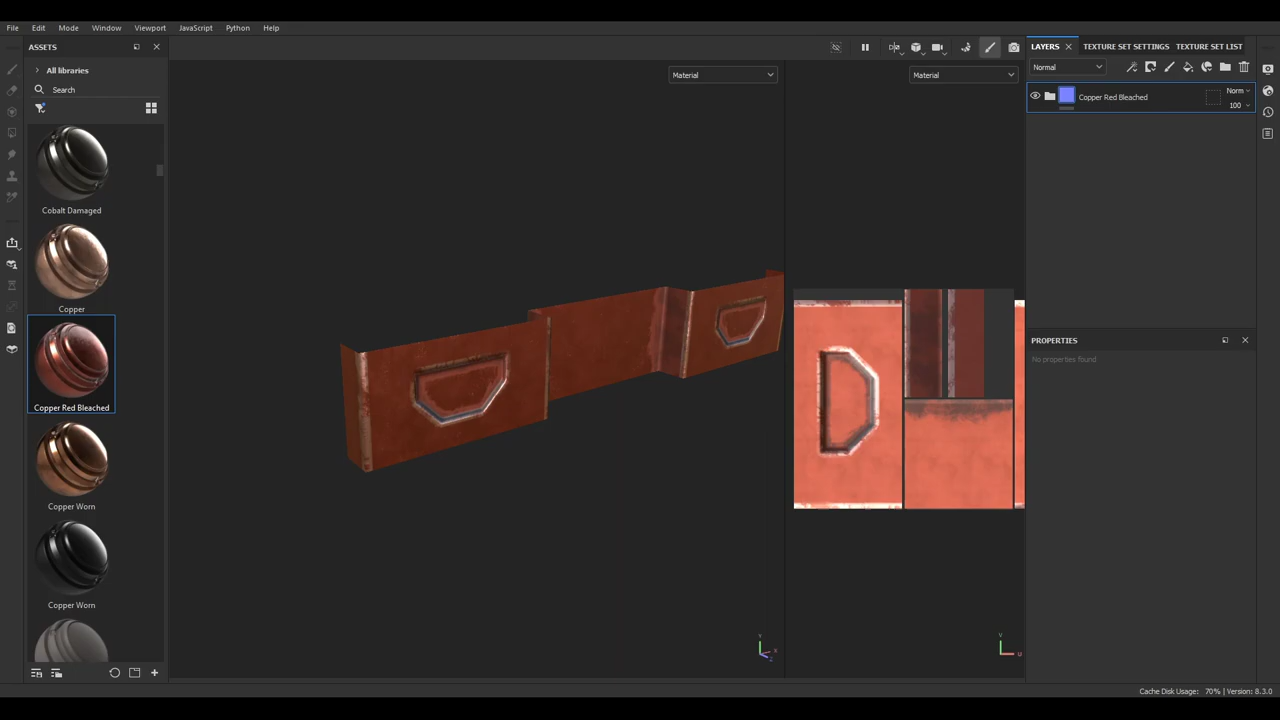 File Edit Mode Window Viewport JavaScript Python Help
ASSETS
All libraries
Search
Cobalt Damaged
Copper
Copper Red Bleached
Copper Worn
Copper Worn
Material
Material
Y
X
Z
Y
U
LAYERS TEXTURE SET SETTINGS TEXTURE SET LIST
Normal
Copper Red Bleached
Norm
100
PROPERTIES
No properties found
Cache Disk Usage: 70% | Version: 8.3.0